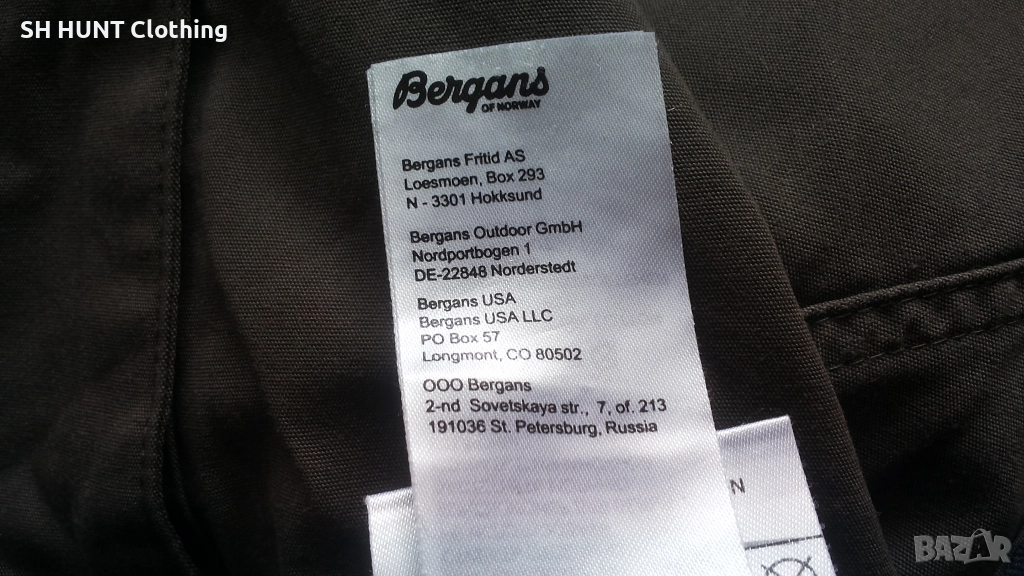 SH HUNT Clothing
Bergans
OF NORWAY
Bergans Fritid AS
Loesmoen, Box 293
N - 3301 Hokksund
Bergans Outdoor GmbH
Nordportbogen 1
DE-22848 Norderstedt
Bergans USA
Bergans USA LLC
PO Box 57
Longmont, CO 80502
OOO Bergans
2-nd Sovetskaya str., 7, of. 213
191036 St. Petersburg, Russia
N
BAZAR